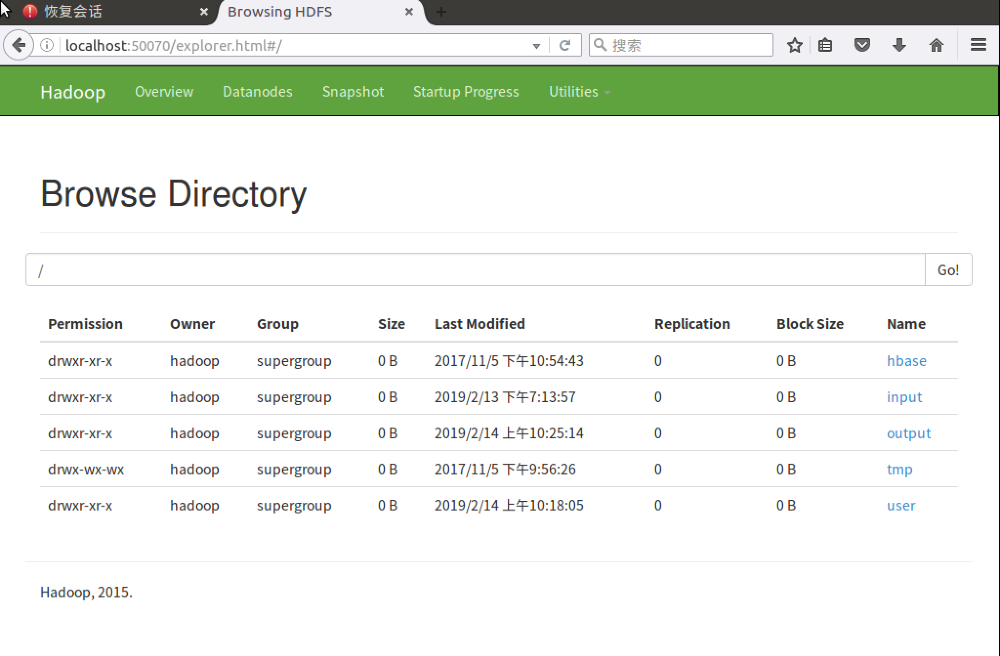 恢复会话 Browsing HDFS
localhost:50070/explorer.html#/ 搜索
Hadoop Overview Datanodes Snapshot Startup Progress Utilities
Browse Directory
/ Go!
Permission Owner Group Size Last Modified Replication Block Size Name
drwxr-xr-x hadoop supergroup 0 B 2017/11/5 下午10:54:43 0 0 B hbase
drwxr-xr-x hadoop supergroup 0 B 2019/2/13 下午7:13:57 0 0 B input
drwxr-xr-x hadoop supergroup 0 B 2019/2/14 上午10:25:14 0 0 B output
drwx-wx-wx hadoop supergroup 0 B 2017/11/5 下午9:56:26 0 0 B tmp
drwxr-xr-x hadoop supergroup 0 B 2019/2/14 上午10:18:05 0 0 B user
Hadoop, 2015.